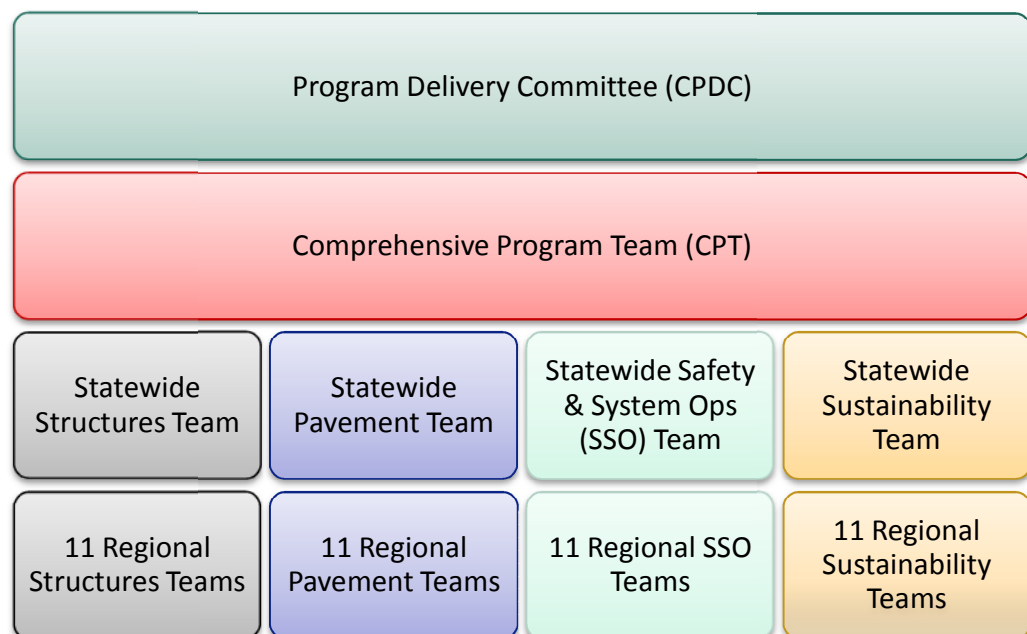 Program Delivery Committee (CPDC)
Comprehensive Program Team (CPT)
Statewide
Structures Team
Statewide
Pavement Team
Statewide Safety
& System Ops
(SSO) Team
Statewide
Sustainability
Team
11 Regional
Structures Teams
11 Regional
Pavement Teams
11 Regional SSO
Teams
11 Regional
Sustainability
Teams